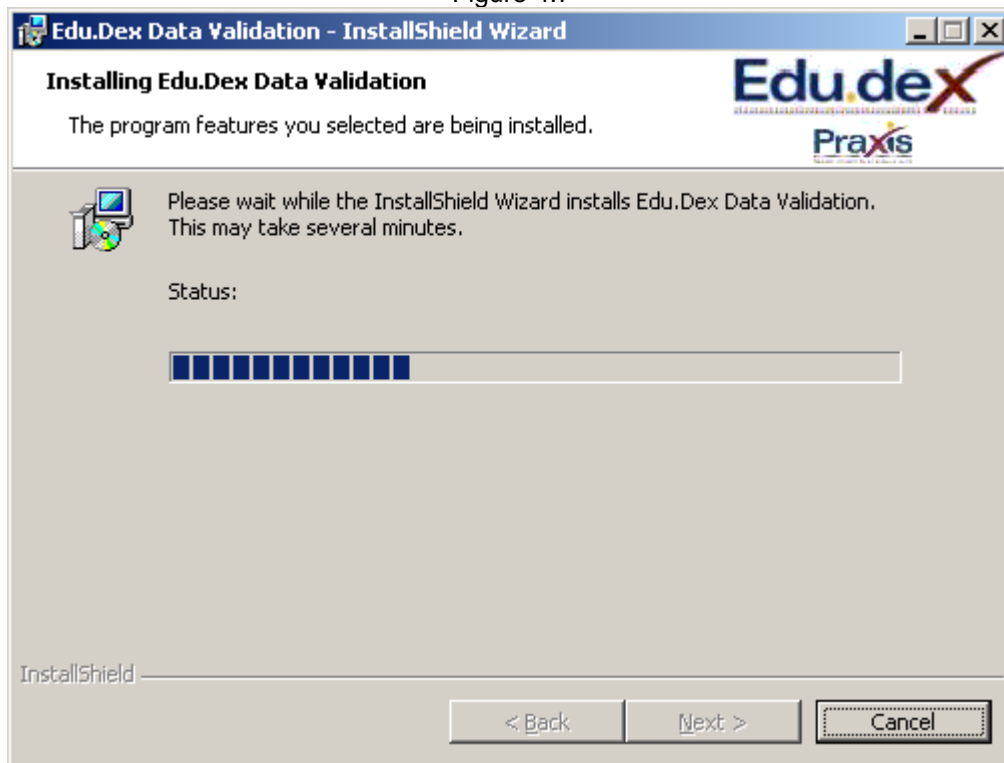 Edu.Dex Data Validation - InstallShield Wizard
Installing Edu.Dex Data Validation
The program features you selected are being installed.
Edu.dex
Praxis
Please wait while the InstallShield Wizard installs Edu.Dex Data Validation.
This may take several minutes.
Status:
InstallShield
< Back
Next >
Cancel